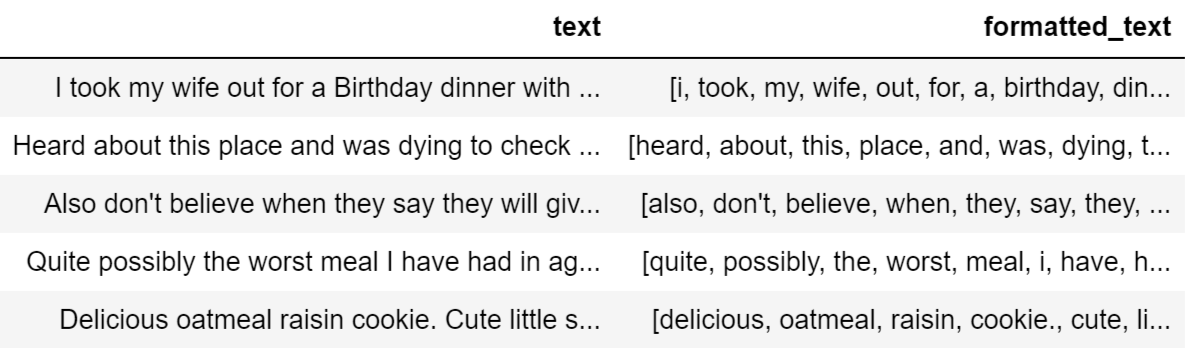 text formatted_text
I took my wife out for a Birthday dinner with ... [i, took, my, wife, out, for, a, birthday, din...
Heard about this place and was dying to check ... [heard, about, this, place, and, was, dying, t...
Also don't believe when they say they will giv... [also, don't, believe, when, they, say, they, ...
Quite possibly the worst meal I have had in ag... [quite, possibly, the, worst, meal, i, have, h...
Delicious oatmeal raisin cookie. Cute little s... [delicious, oatmeal, raisin, cookie., cute, li...